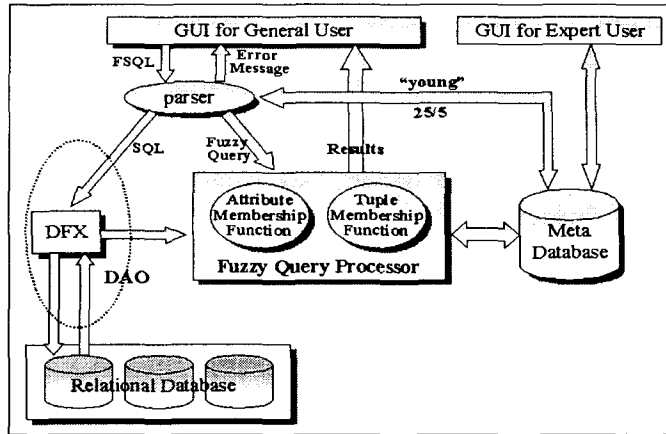 GUI for General User
GUI for Expert User
FSQL
Error
Message
parser
"young"
25/5
SQL
Fuzzy
Query
Results
Attribute
Membership
Function
Tuple
Membership
Function
DFX
Fuzzy Query Processor
Meta
Database
DAO
Relational Database